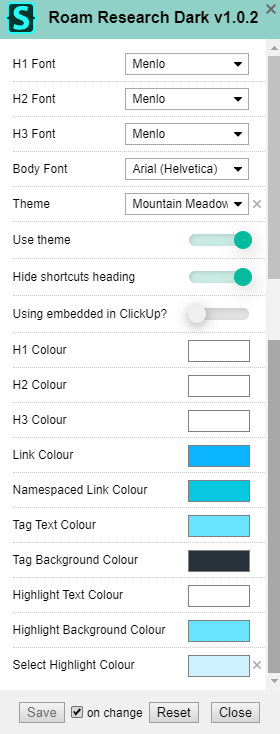 Roam Research Dark v1.0.2
H1 Font Menlo
H2 Font Menlo
H3 Font Menlo
Body Font Arial (Helvetica)
Theme Mountain Meadow
Use theme
Hide shortcuts heading
Using embedded in ClickUp?
H1 Colour
H2 Colour
H3 Colour
Link Colour
Namespaced Link Colour
Tag Text Colour
Tag Background Colour
Highlight Text Colour
Highlight Background Colour
Select Highlight Colour
Save on change Reset Close